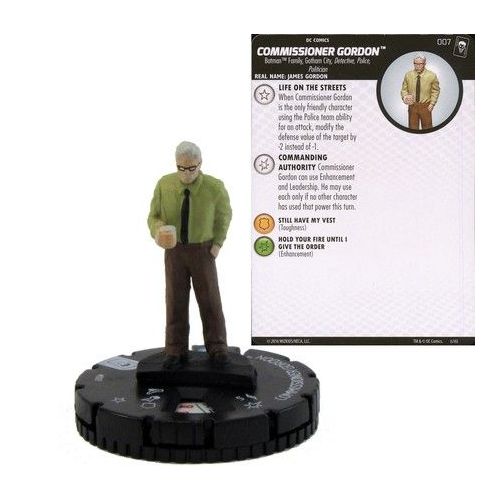 DC COMICS
007
COMMISSIONER GORDON™
Batman™ Family, Gotham City, Detective, Police,
Politician
REAL NAME: JAMES GORDON
LIFE ON THE STREETS
When Commissioner Gordon
is the only friendly character
using the Police team ability
for an attack, modify the
defense value of the target by
-2 instead of -1.
COMMANDING
AUTHORITY Commissioner
Gordon can use Enhancement
and Leadership. He may use
each only if no other character
has used that power this turn.
STILL HAVE MY VEST
(Toughness)
HOLD YOUR FIRE UNTIL I
GIVE THE ORDER
(Enhancement)
TM & © DC Comics.
COMMISSIONER GORDON